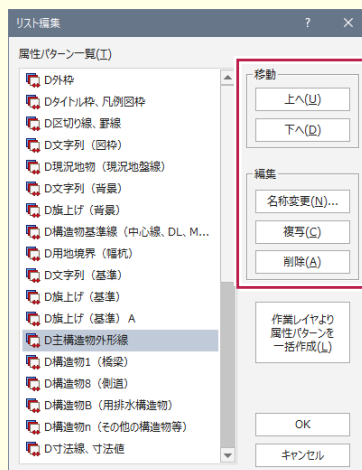 リスト編集 ? ×
属性パターン一覧(T)
D外枠
Dタイトル枠、凡例図枠
D区切り線、罫線
D文字列（図枠）
D現況地物（現況地盤線）
D文字列（背景）
D旗上げ（背景）
D構造物基準線（中心線、DL、M...
D用地境界（幅杭）
D文字列（基準）
D旗上げ（基準）
D旗上げ（基準）A
D主構造物外形線
D構造物1（橋梁）
D構造物8（側道）
D構造物B（用排水構造物）
D構造物n（その他の構造物等）
D寸法線、寸法値
移動
上へ(U)
下へ(D)
編集
名称変更(N)...
複写(C)
削除(A)
作業レイヤより
属性パターンを
一括作成(L)
OK
キャンセル